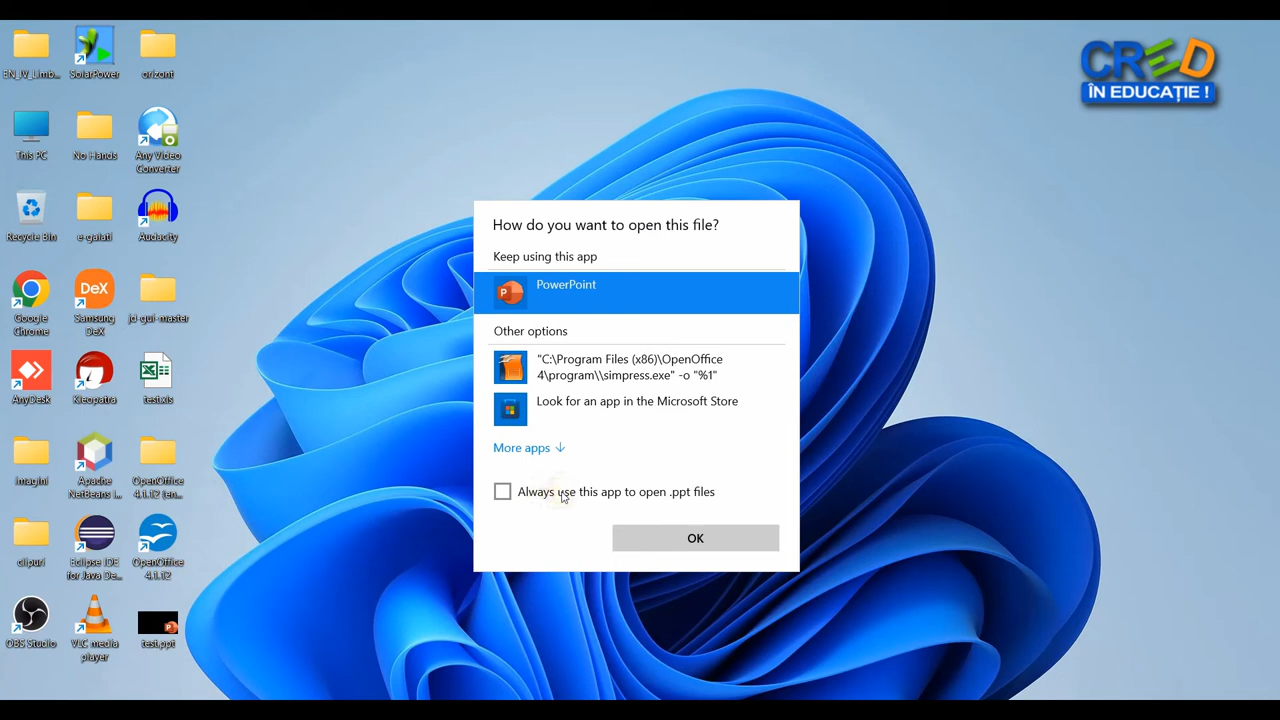 EN_IV_Limb...
SolarPower
orizont
This PC
No Hands
Any Video
Converter
Recycle Bin
e-galati
Audacity
Google
Chrome
Samsung
DeX
jd-gui-master
AnyDesk
Kleopatra
test.xls
imagini
Apache
NetBeans I...
OpenOffice
4.1.12 (en...
clipuri
Eclipse IDE
for Java De...
OpenOffice
4.1.12
OBS Studio
VLC media
player
test.ppt
CRED
ÎN EDUCAȚIE !
How do you want to open this file?
Keep using this app
PowerPoint
Other options
"C:\Program Files (x86)\OpenOffice
4\program\\simpress.exe" -o "%1"
Look for an app in the Microsoft Store
More apps
Always use this app to open .ppt files
OK